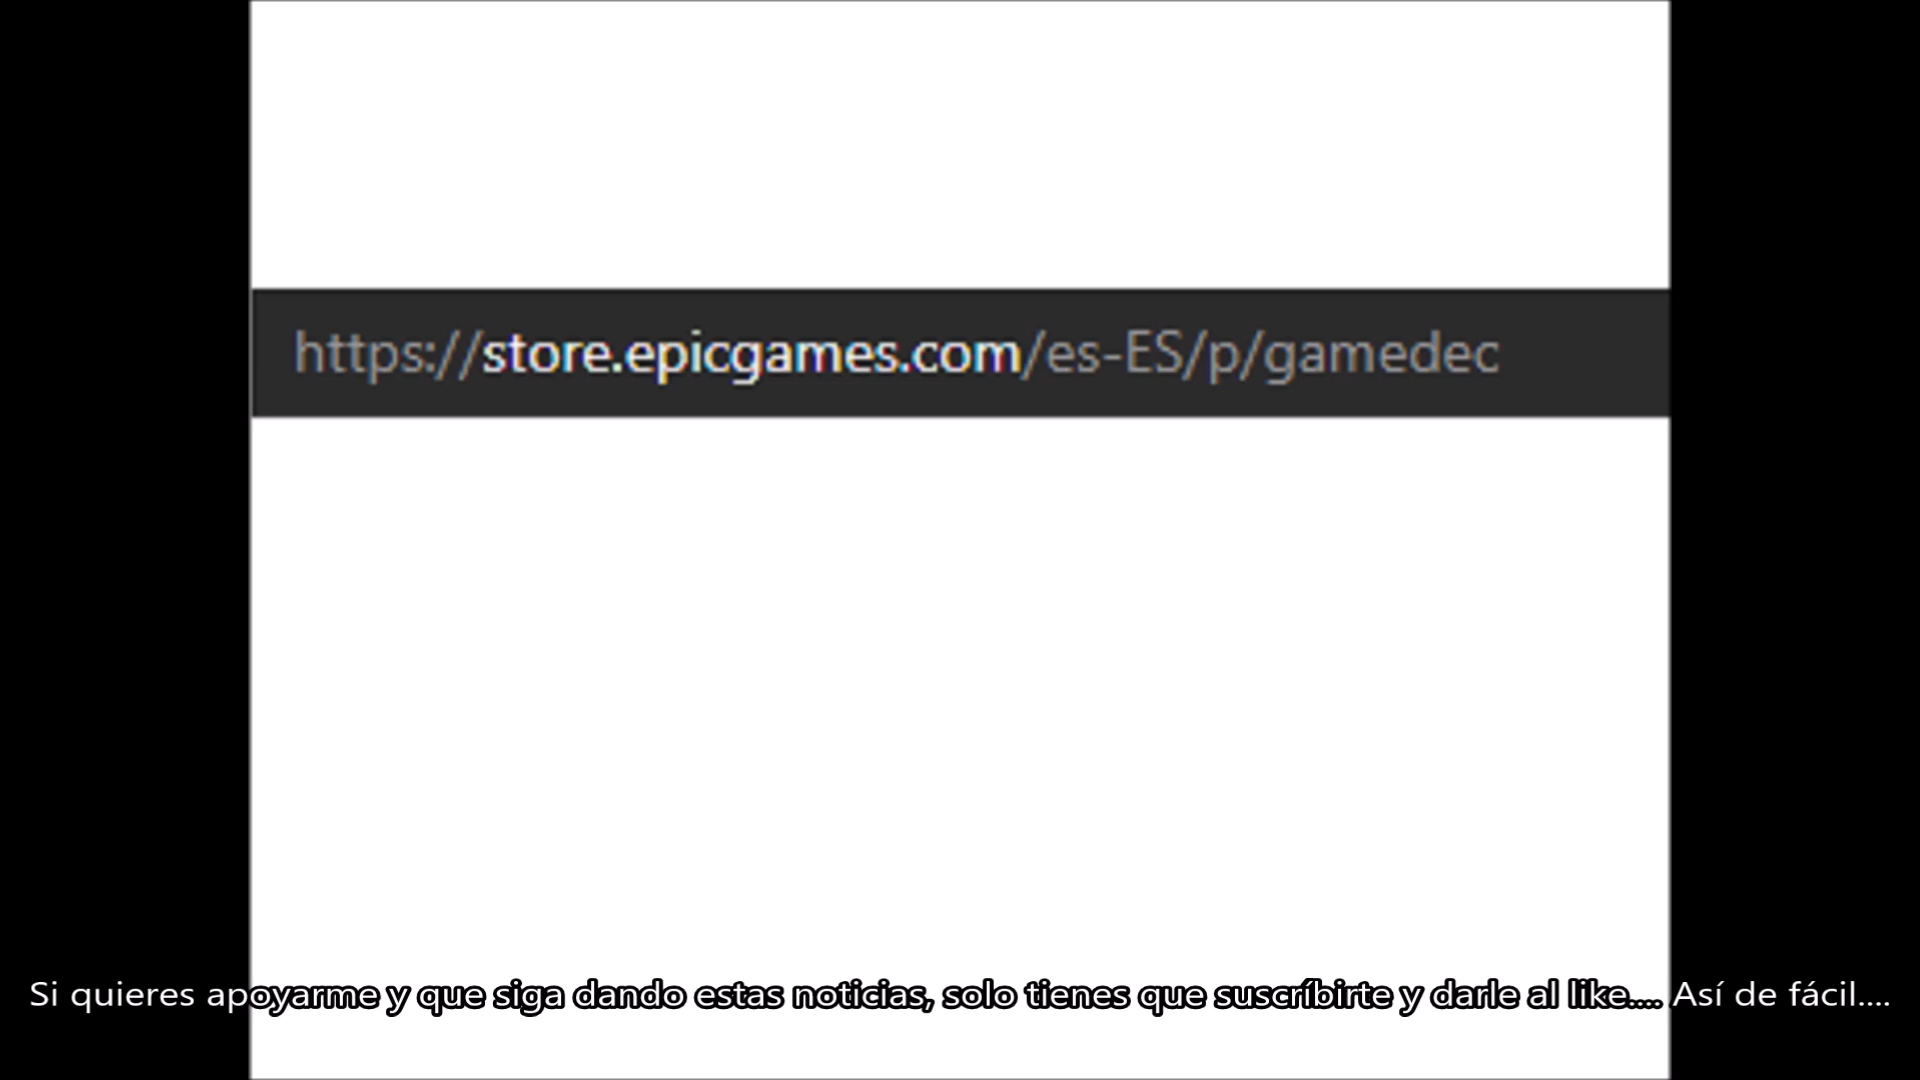 https://store.epicgames.com/es-ES/p/gamedec
Si quieres apoyarme y que siga dando estas noticias, solo tienes que suscríbirte y darle al like.... Así de fácil....